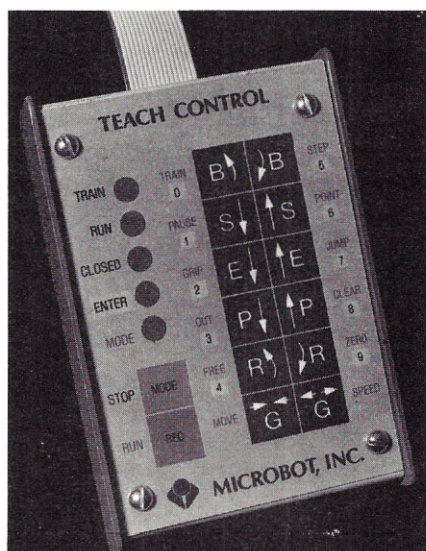 TEACH CONTROL
TRAIN TRAIN 0 B B STEP 5
RUN PAUSE 1 S S POINT 6
CLOSED GRIP 2 E E JUMP 7
ENTER OUT 3 P P CLEAR 8
MODE FREE 4 R R ZERO 9
STOP MODE MOVE G G SPEED
RUN REC
MICROBOT, INC.